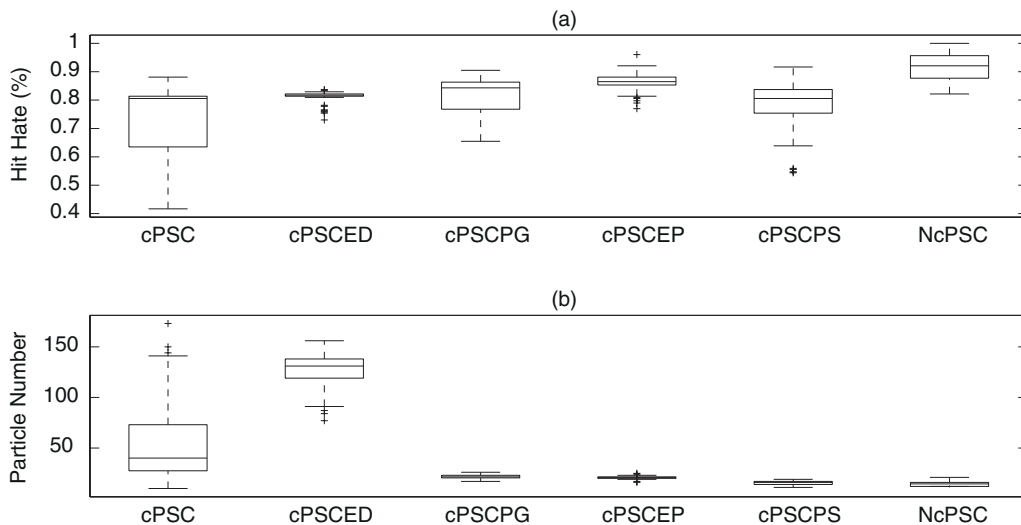 (a)
Hit Hate (%)
1
0.9
0.8
0.7
0.6
0.5
0.4
cPSC cPSCED cPSCPG cPSCEP cPSCPS NcPSC
(b)
Particle Number
150
100
50
cPSC cPSCED cPSCPG cPSCEP cPSCPS NcPSC